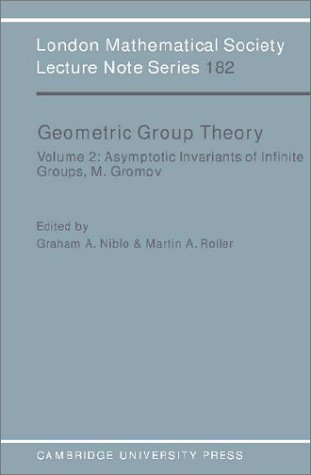 London Mathematical Society
Lecture Note Series 182
Geometric Group Theory
Volume 2: Asymptotic Invariants of Infinite
Groups, M. Gromov
Edited by
Graham A. Niblo & Martin A. Roller
CAMBRIDGE UNIVERSITY PRESS